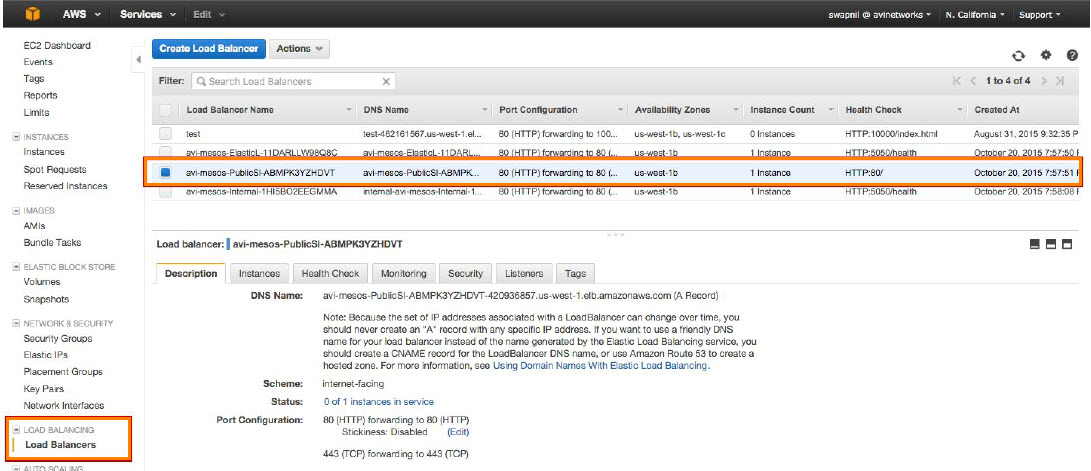 AWS Services Edit swapnil @ avinetworks N. California Support
EC2 Dashboard
Events
Tags
Reports
Limits
INSTANCES
Instances
Spot Requests
Reserved Instances
IMAGES
AMIs
Bundle Tasks
ELASTIC BLOCK STORE
Volumes
Snapshots
NETWORK & SECURITY
Security Groups
Elastic IPs
Placement Groups
Key Pairs
Network Interfaces
LOAD BALANCING
Load Balancers
AUTO SCALING
Create Load Balancer Actions
Filter: Search Load Balancers 1 to 4 of 4
Load Balancer Name DNS Name Port Configuration Availability Zones Instance Count Health Check Created At
test test-462161567.us-west-1.el... 80 (HTTP) forwarding to 100... us-west-1b, us-west-1c 0 Instances HTTP:10000/index.html August 31, 2015 9:32:35 P
avi-mesos-ElasticL-11DARLLW98Q8C avi-mesos-ElasticL-11DARL... 80 (HTTP) forwarding to 80 (... us-west-1b 1 Instance HTTP:5050/health October 20, 2015 7:57:50 P
avi-mesos-PublicSl-ABMPK3YZHDVT avi-mesos-PublicSl-ABMPK... 80 (HTTP) forwarding to 80 (... us-west-1b 1 Instance HTTP:80/ October 20, 2015 7:57:51 P
avi-mesos-Internal-1HI5BO2EEGMMA internal-avi-mesos-Internal-1... 80 (HTTP) forwarding to 80 (... us-west-1b 1 Instance HTTP:5050/health October 20, 2015 7:58:08 P
Load balancer: avi-mesos-PublicSl-ABMPK3YZHDVT
Description Instances Health Check Monitoring Security Listeners Tags
DNS Name: avi-mesos-PublicSl-ABMPK3YZHDVT-420936857.us-west-1.elb.amazonaws.com (A Record)
Note: Because the set of IP addresses associated with a LoadBalancer can change over time, you
should never create an "A" record with any specific IP address. If you want to use a friendly DNS
name for your load balancer instead of the name generated by the Elastic Load Balancing service, you
should create a CNAME record for the LoadBalancer DNS name, or use Amazon Route 53 to create a
hosted zone. For more information, see Using Domain Names With Elastic Load Balancing.
Scheme: internet-facing
Status: 0 of 1 instances in service
Port Configuration: 80 (HTTP) forwarding to 80 (HTTP)
Stickiness: Disabled (Edit)
443 (TCP) forwarding to 443 (TCP)